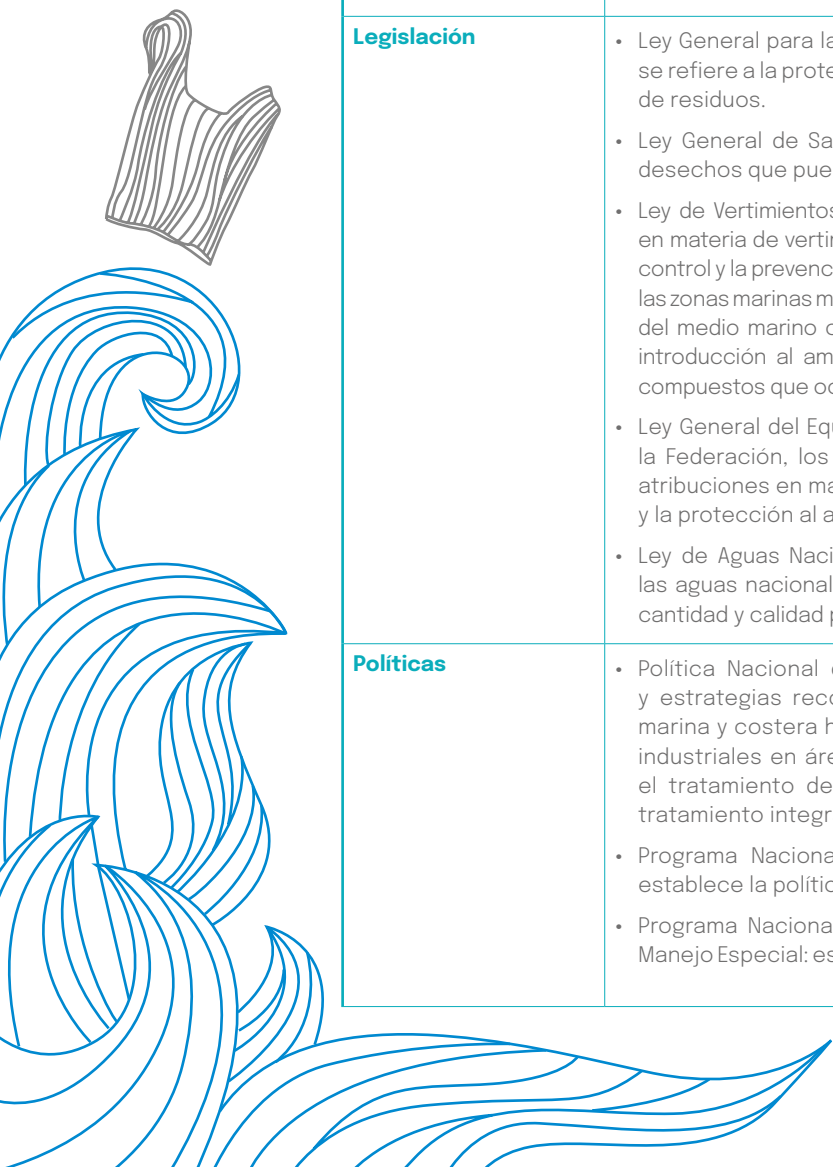 Legislación
• Ley General para la
se refiere a la prote
de residuos.
• Ley General de Sa
desechos que pue
• Ley de Vertimientos
en materia de vertin
control y la prevenc
las zonas marinas m
del medio marino o
introducción al am
compuestos que oc
• Ley General del Equ
la Federación, los
atribuciones en ma
y la protección al a
• Ley de Aguas Naci
las aguas nacional
cantidad y calidad p
Políticas
• Política Nacional
y estrategias reco
marina y costera h
industriales en áre
el tratamiento de
tratamiento integr
• Programa Naciona
establece la polític
• Programa Naciona
Manejo Especial: es